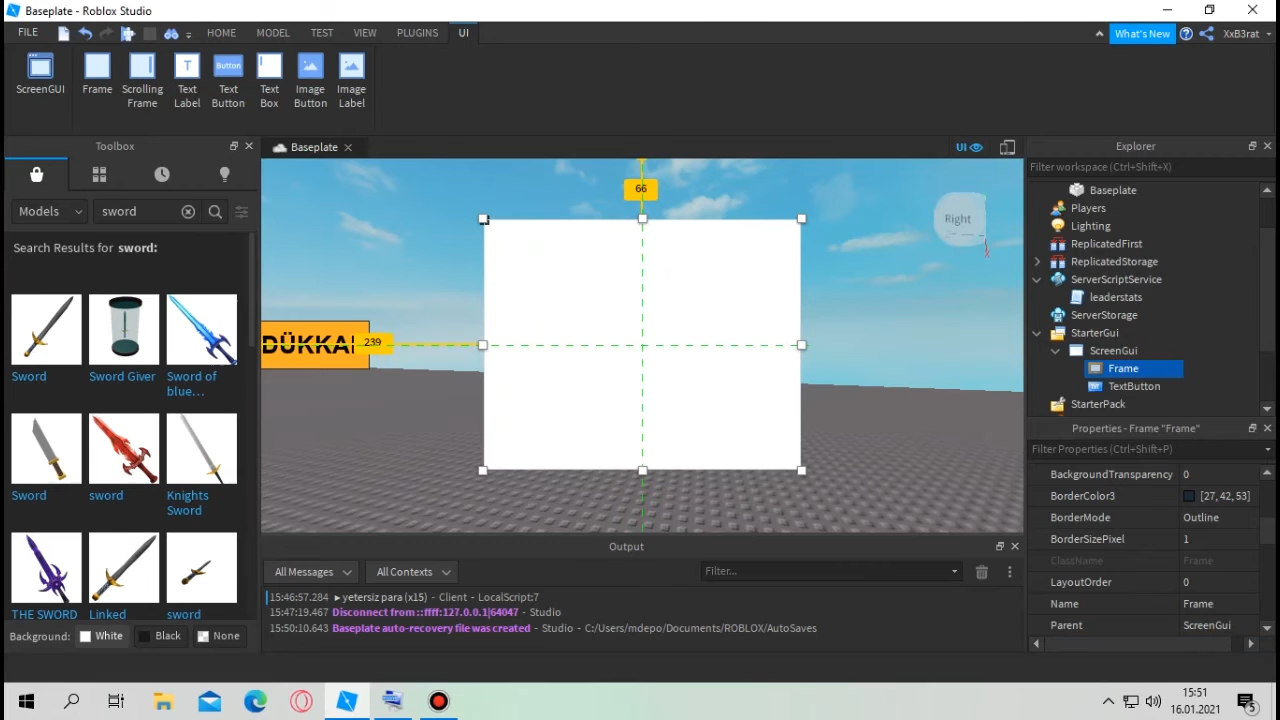 Baseplate - Roblox Studio
FILE HOME MODEL TEST VIEW PLUGINS UI What's New XxB3rat
ScreenGUI Frame Scrolling Frame Text Label Text Button Button Text Box Image Button Image Label
Toolbox
Models sword
Search Results for sword:
Sword
Sword Giver
Sword of blue…
Sword
sword
Knights Sword
THE SWORD
Linked
sword
Background: White Black None
Baseplate
UI
66
Right
DÜKKAI
239
Output
All Messages All Contexts Filter...
15:46:57.284 ▸ yetersiz para (x15) - Client - LocalScript:7
15:47:19.467 Disconnect from ::ffff:127.0.0.1|64047 - Studio
15:50:10.643 Baseplate auto-recovery file was created - Studio - C:/Users/mdepo/Documents/ROBLOX/AutoSaves
Explorer
Filter workspace (Ctrl+Shift+X)
Baseplate
Players
Lighting
ReplicatedFirst
ReplicatedStorage
ServerScriptService
leaderstats
ServerStorage
StarterGui
ScreenGui
Frame
TextButton
StarterPack
Properties - Frame "Frame"
Filter Properties (Ctrl+Shift+P)
BackgroundTransparency 0
BorderColor3 [27, 42, 53]
BorderMode Outline
BorderSizePixel 1
ClassName Frame
LayoutOrder 0
Name Frame
Parent ScreenGui
15:51
16.01.2021
5